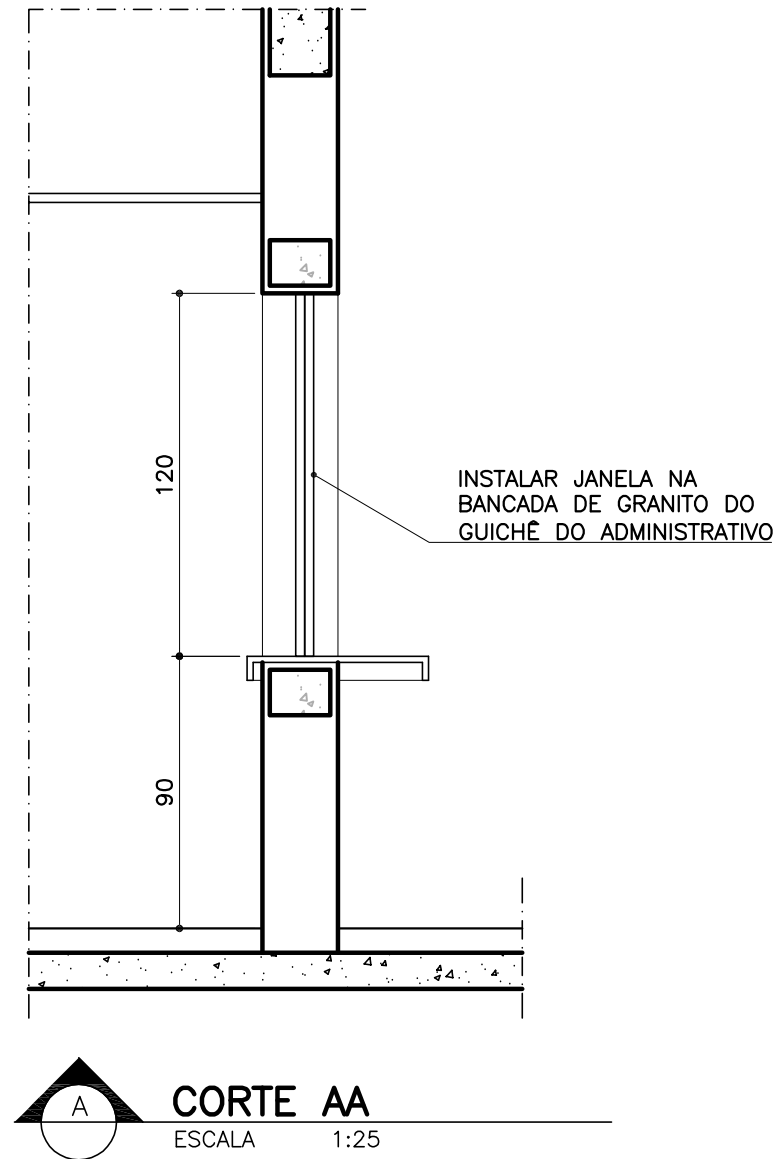 120
INSTALAR JANELA NA
BANCADA DE GRANITO DO
GUICHÊ DO ADMINISTRATIVO
90
A
CORTE AA
ESCALA 1:25